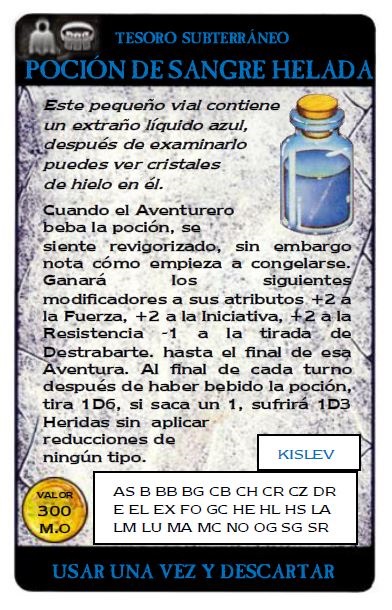 TESORO SUBTERRÁNEO
POCIÓN DE SANGRE HELADA
Este pequeño vial contiene
un extraño líquido azul,
después de examinarlo
puedes ver cristales
de hielo en él.
Cuando el Aventurero
beba la poción, se
siente revigorizado, sin embargo
nota cómo empieza a congelarse.
Ganará los siguientes
modificadores a sus atributos +2 a
la Fuerza, +2 a la Iniciativa, +2 a la
Resistencia -1 a la tirada de
Destrabarte. hasta el final de esa
Aventura. Al final de cada turno
después de haber bebido la poción,
tira 1D6, si saca un 1, sufrirá 1D3
Heridas sin aplicar
reducciones de
ningún tipo.
KISLEV
VALOR
300
M.O
AS B BB BG CB CH CR CZ DR
E EL EX FO GC HE HL HS LA
LM LU MA MC NO OG SG SR
USAR UNA VEZ Y DESCARTAR